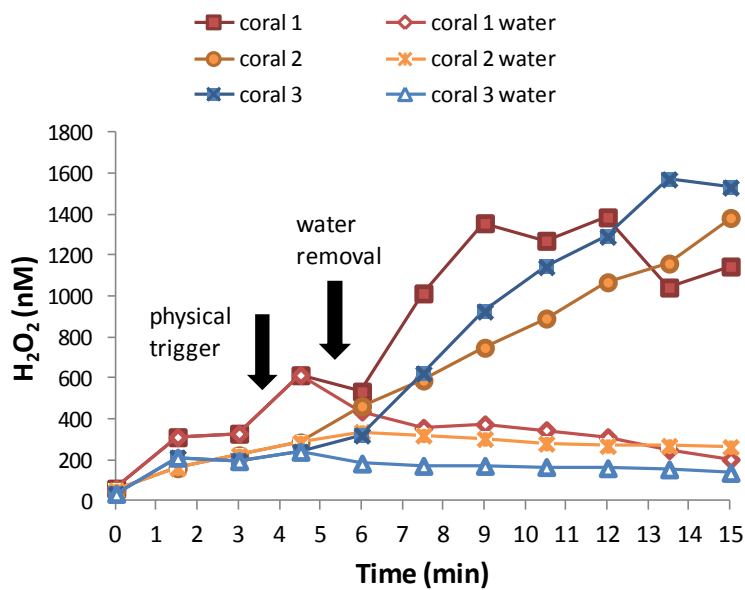 coral 1
coral 1 water
coral 2
coral 2 water
coral 3
coral 3 water
1800
1600
1400
1200
1000
800
600
400
200
0
H₂O₂ (nM)
physical
trigger
water
removal
0 1 2 3 4 5 6 7 8 9 10 11 12 13 14 15
Time (min)